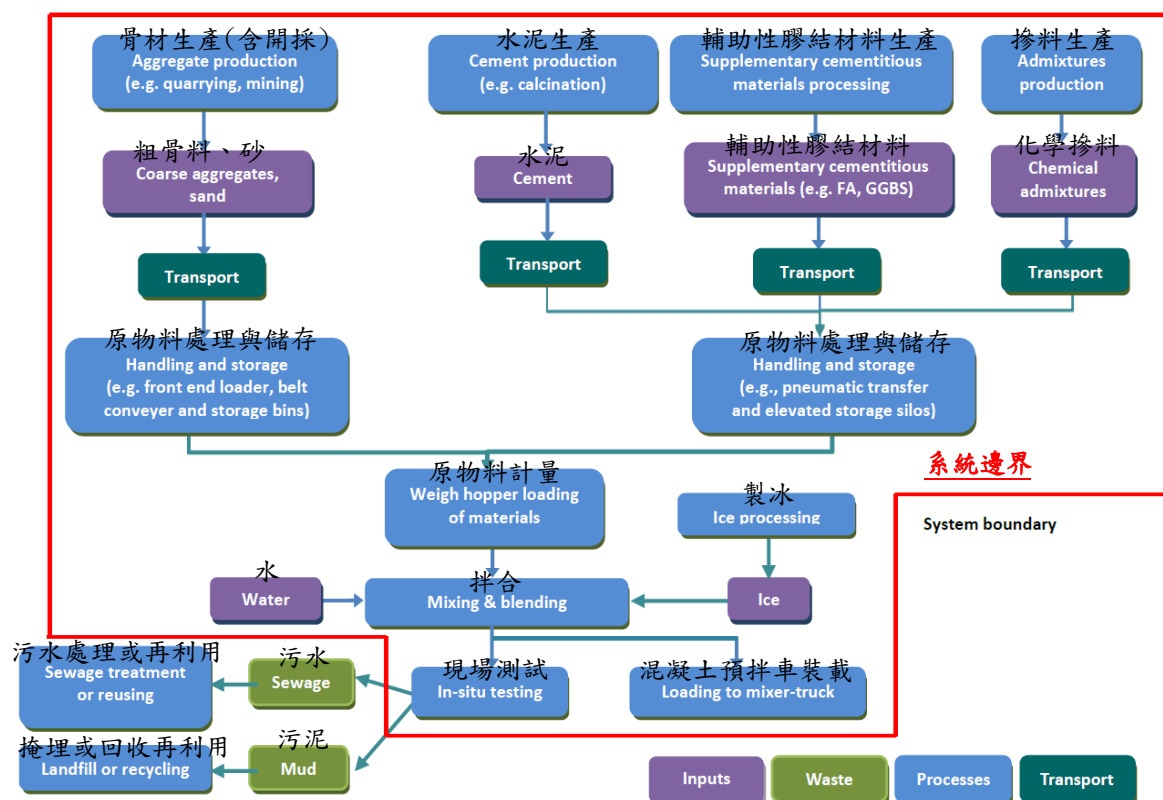 骨材生產(含開採)
Aggregate production
(e.g. quarrying, mining)
水泥生產
Cement production
(e.g. calcination)
輔助性膠結材料生產
Supplementary cementitious
materials processing
摻料生產
Admixtures
production
粗骨料、砂
Coarse aggregates,
sand
水泥
Cement
輔助性膠結材料
Supplementary cementitious
materials (e.g. FA, GGBS)
化學摻料
Chemical
admixtures
Transport
Transport
Transport
Transport
原物料處理與儲存
Handling and storage
(e.g. front end loader, belt
conveyer and storage bins)
原物料處理與儲存
Handling and storage
(e.g., pneumatic transfer
and elevated storage silos)
系統邊界
System boundary
原物料計量
Weigh hopper loading
of materials
製冰
Ice processing
水
Water
拌合
Mixing & blending
Ice
污水處理或再利用
Sewage treatment
or reusing
污水
Sewage
現場測試
In-situ testing
混凝土預拌車裝載
Loading to mixer-truck
掩埋或回收再利用
Landfill or recycling
污泥
Mud
Inputs
Waste
Processes
Transport